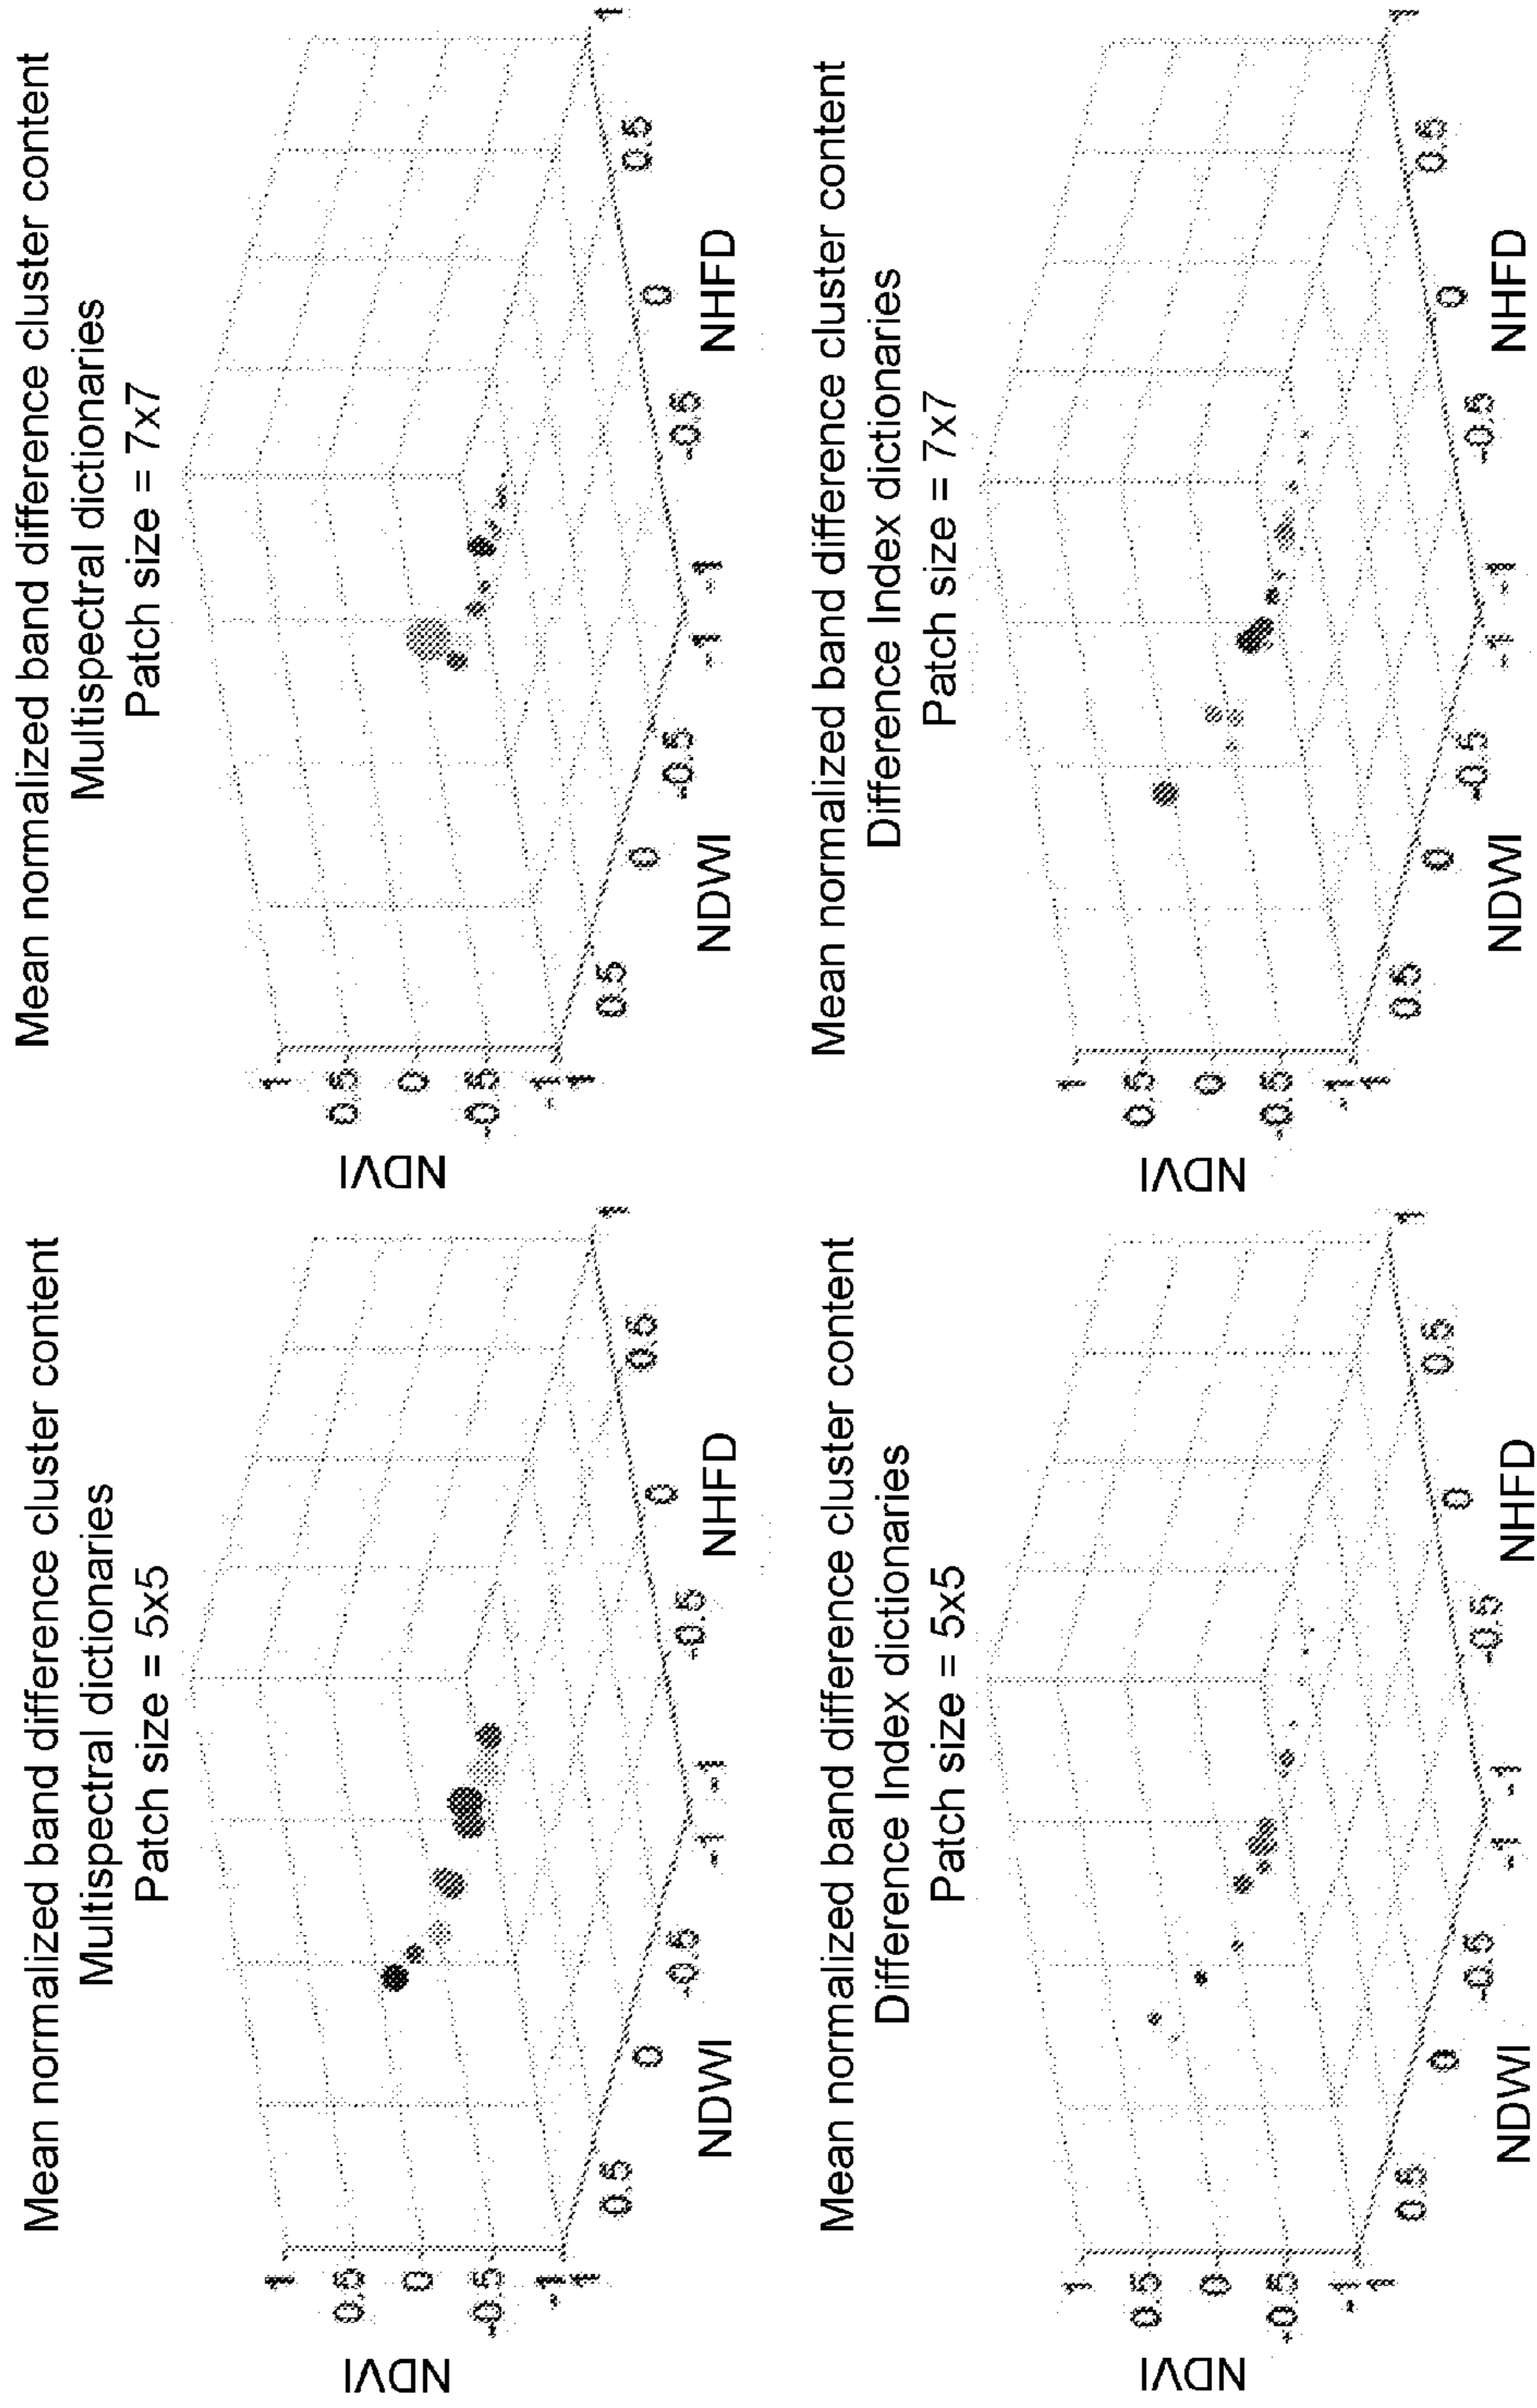 Mean normalized band difference cluster content
Multispectral dictionaries
Patch size = 5x5
NDVI
1
0.5
0
-0.5
-1
1
0.5
0
-0.5
-1
NDWI
-1
-0.5
0
0.5
1
NHFD
Mean normalized band difference cluster content
Multispectral dictionaries
Patch size = 7x7
NDVI
1
0.5
0
-0.5
-1
1
0.5
0
-0.5
-1
NDWI
-1
-0.5
0
0.5
1
NHFD
Mean normalized band difference cluster content
Difference Index dictionaries
Patch size = 5x5
NDVI
1
0.5
0
-0.5
-1
1
0.5
0
-0.5
-1
NDWI
-1
-0.5
0
0.5
1
NHFD
Mean normalized band difference cluster content
Difference Index dictionaries
Patch size = 7x7
NDVI
1
0.5
0
-0.5
-1
1
0.5
0
-0.5
-1
NDWI
-1
-0.5
0
0.5
1
NHFD